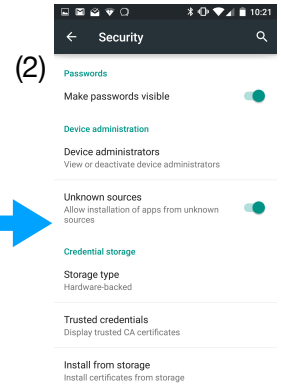 10:21
Security
(2)
Passwords
Make passwords visible
Device administration
Device administrators
View or deactivate device administrators
Unknown sources
Allow installation of apps from unknown
sources
Credential storage
Storage type
Hardware-backed
Trusted credentials
Display trusted CA certificates
Install from storage
Install certificates from storage